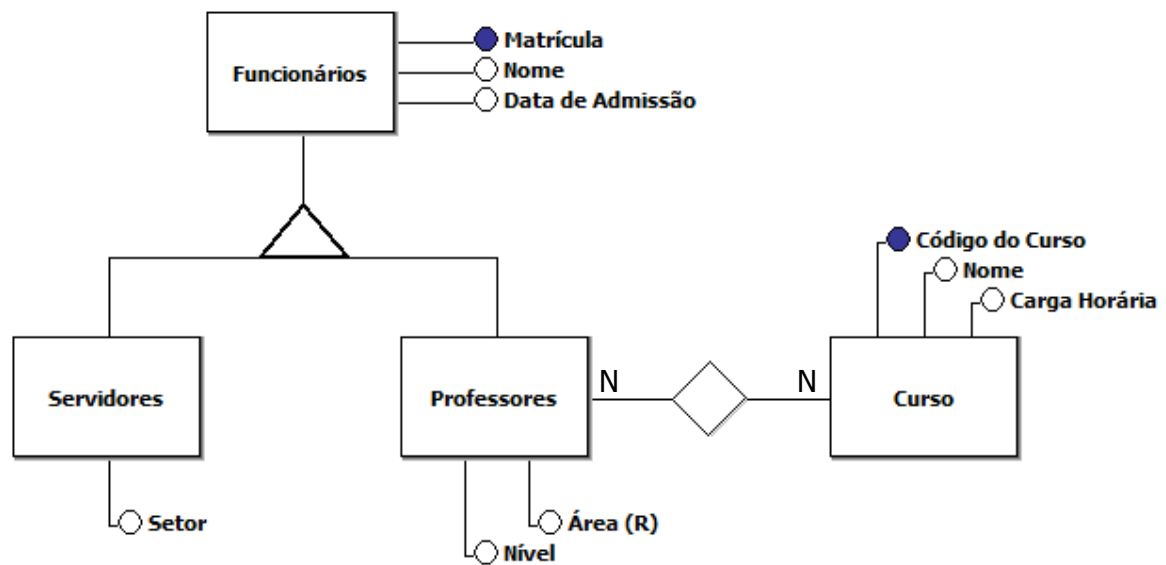 Funcionários
Matrícula
Nome
Data de Admissão
Código do Curso
Nome
Carga Horária
Servidores
Professores
N
N
Curso
Setor
Área (R)
Nível